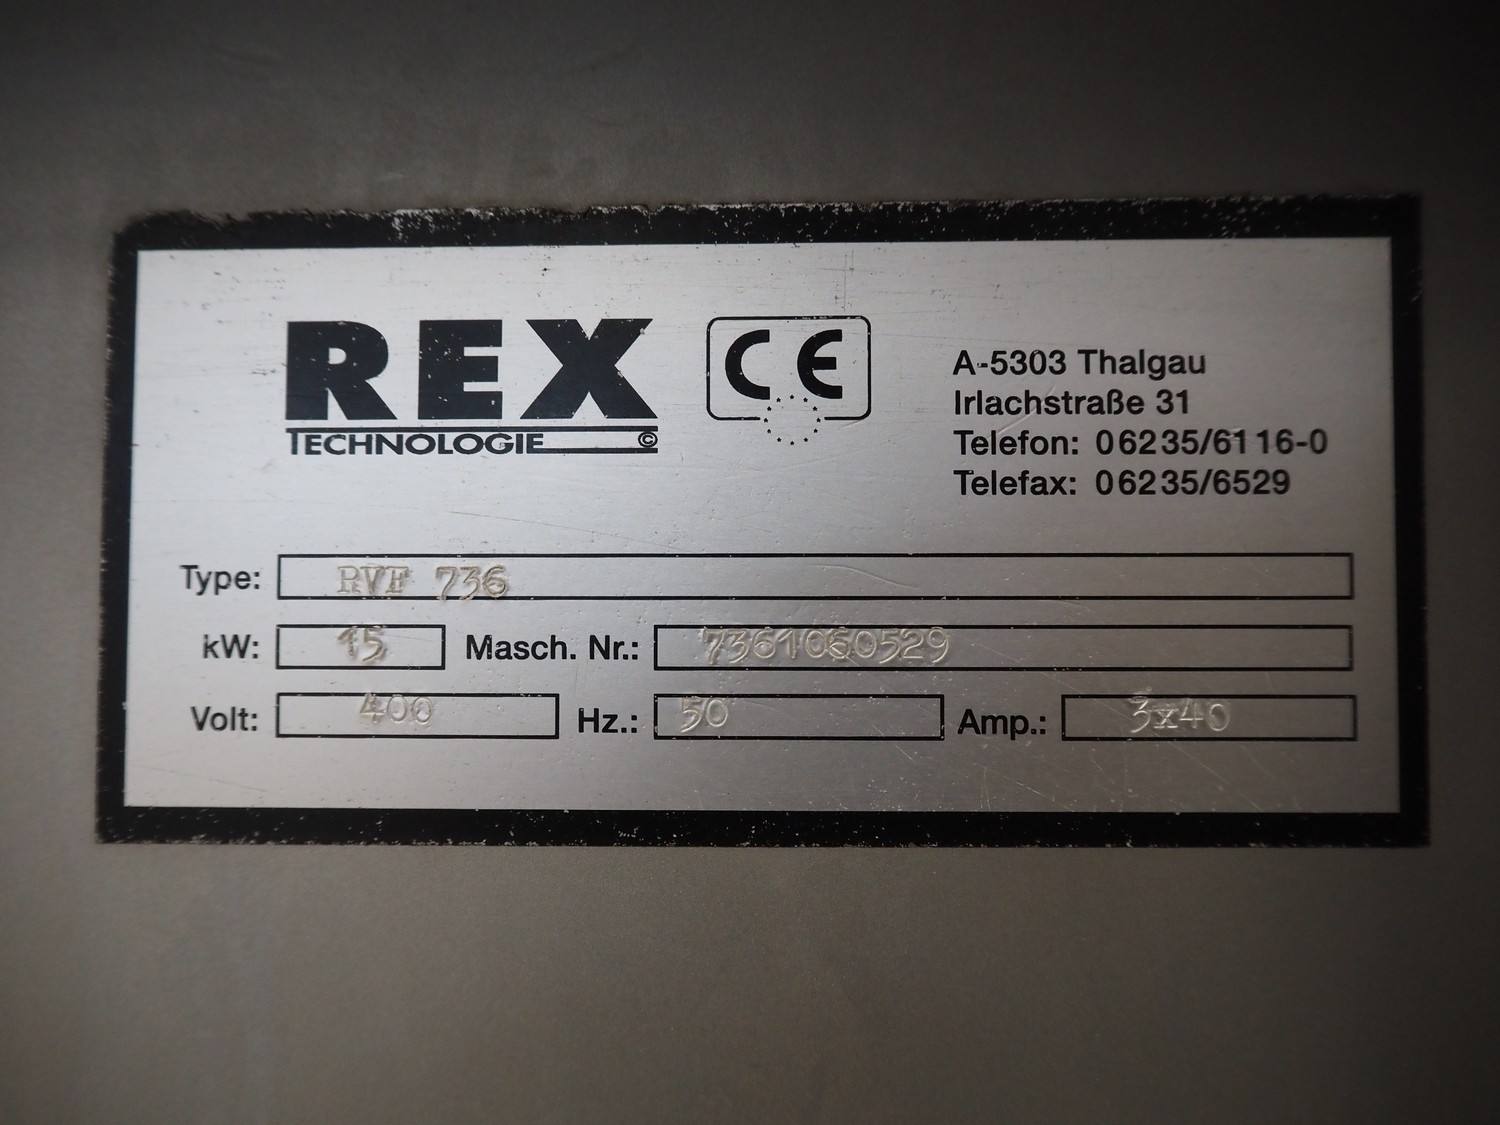 REX
TECHNOLOGIE ©
CE
A-5303 Thalgau
Irlachstraße 31
Telefon: 06235/6116-0
Telefax: 06235/6529
Type: RVF 736
kW: 15 Masch. Nr.: 7361060529
Volt: 400 Hz.: 50 Amp.: 3x40